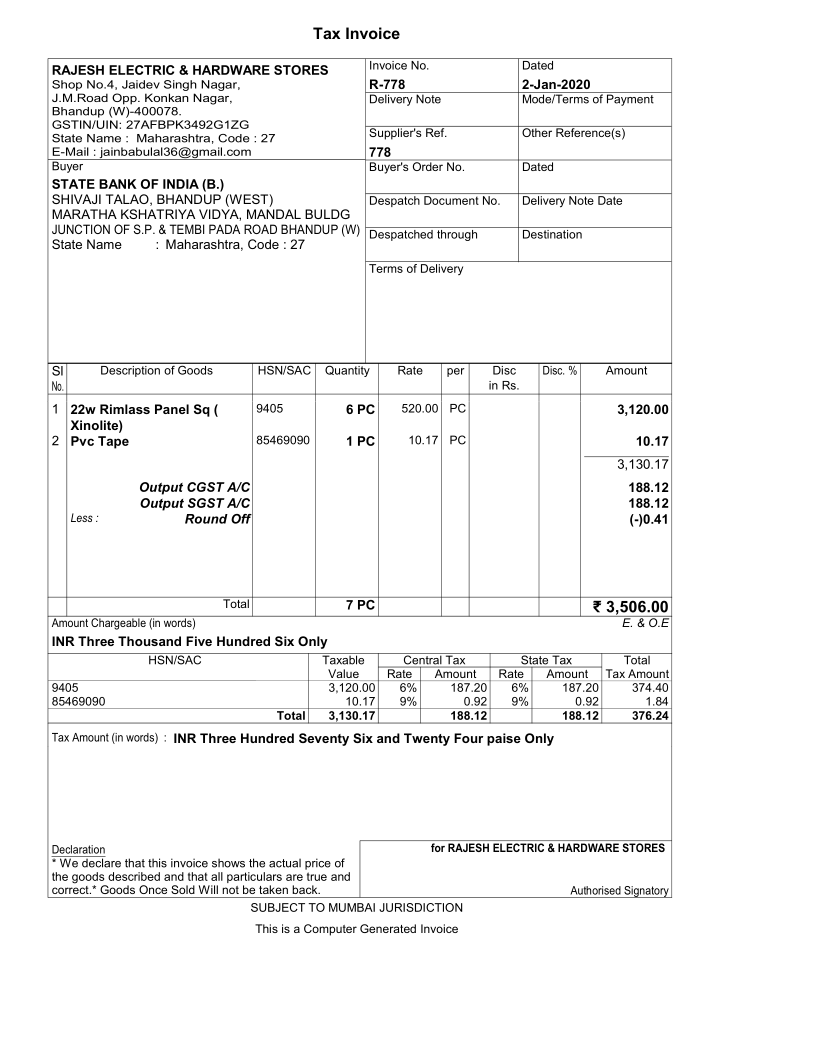 Tax Invoice
RAJESH ELECTRIC & HARDWARE STORES
Shop No.4, Jaidev Singh Nagar,
J.M.Road Opp. Konkan Nagar,
Bhandup (W)-400078.
GSTIN/UIN: 27AFBPK3492G1ZG
State Name : Maharashtra, Code : 27
E-Mail : jainbabulal36@gmail.com
Invoice No. Dated
R-778 2-Jan-2020
Delivery Note Mode/Terms of Payment
Supplier's Ref. Other Reference(s)
778
Buyer
STATE BANK OF INDIA (B.)
SHIVAJI TALAO, BHANDUP (WEST)
MARATHA KSHATRIYA VIDYA, MANDAL BULDG
JUNCTION OF S.P. & TEMBI PADA ROAD BHANDUP (W)
State Name : Maharashtra, Code : 27
Buyer's Order No. Dated
Despatch Document No. Delivery Note Date
Despatched through Destination
Terms of Delivery
Sl Description of Goods HSN/SAC Quantity Rate per Disc Disc. % Amount
No. in Rs.
1 22w Rimlass Panel Sq ( 9405 6 PC 520.00 PC 3,120.00
Xinolite)
2 Pvc Tape 85469090 1 PC 10.17 PC 10.17
3,130.17
Output CGST A/C 188.12
Output SGST A/C 188.12
Less : Round Off (-)0.41
Total 7 PC ₹ 3,506.00
Amount Chargeable (in words) E. & O.E
INR Three Thousand Five Hundred Six Only
HSN/SAC Taxable Central Tax State Tax Total
Value Rate Amount Rate Amount Tax Amount
9405 3,120.00 6% 187.20 6% 187.20 374.40
85469090 10.17 9% 0.92 9% 0.92 1.84
Total 3,130.17 188.12 188.12 376.24
Tax Amount (in words) : INR Three Hundred Seventy Six and Twenty Four paise Only
Declaration
* We declare that this invoice shows the actual price of
the goods described and that all particulars are true and
correct.* Goods Once Sold Will not be taken back.
for RAJESH ELECTRIC & HARDWARE STORES
Authorised Signatory
SUBJECT TO MUMBAI JURISDICTION
This is a Computer Generated Invoice